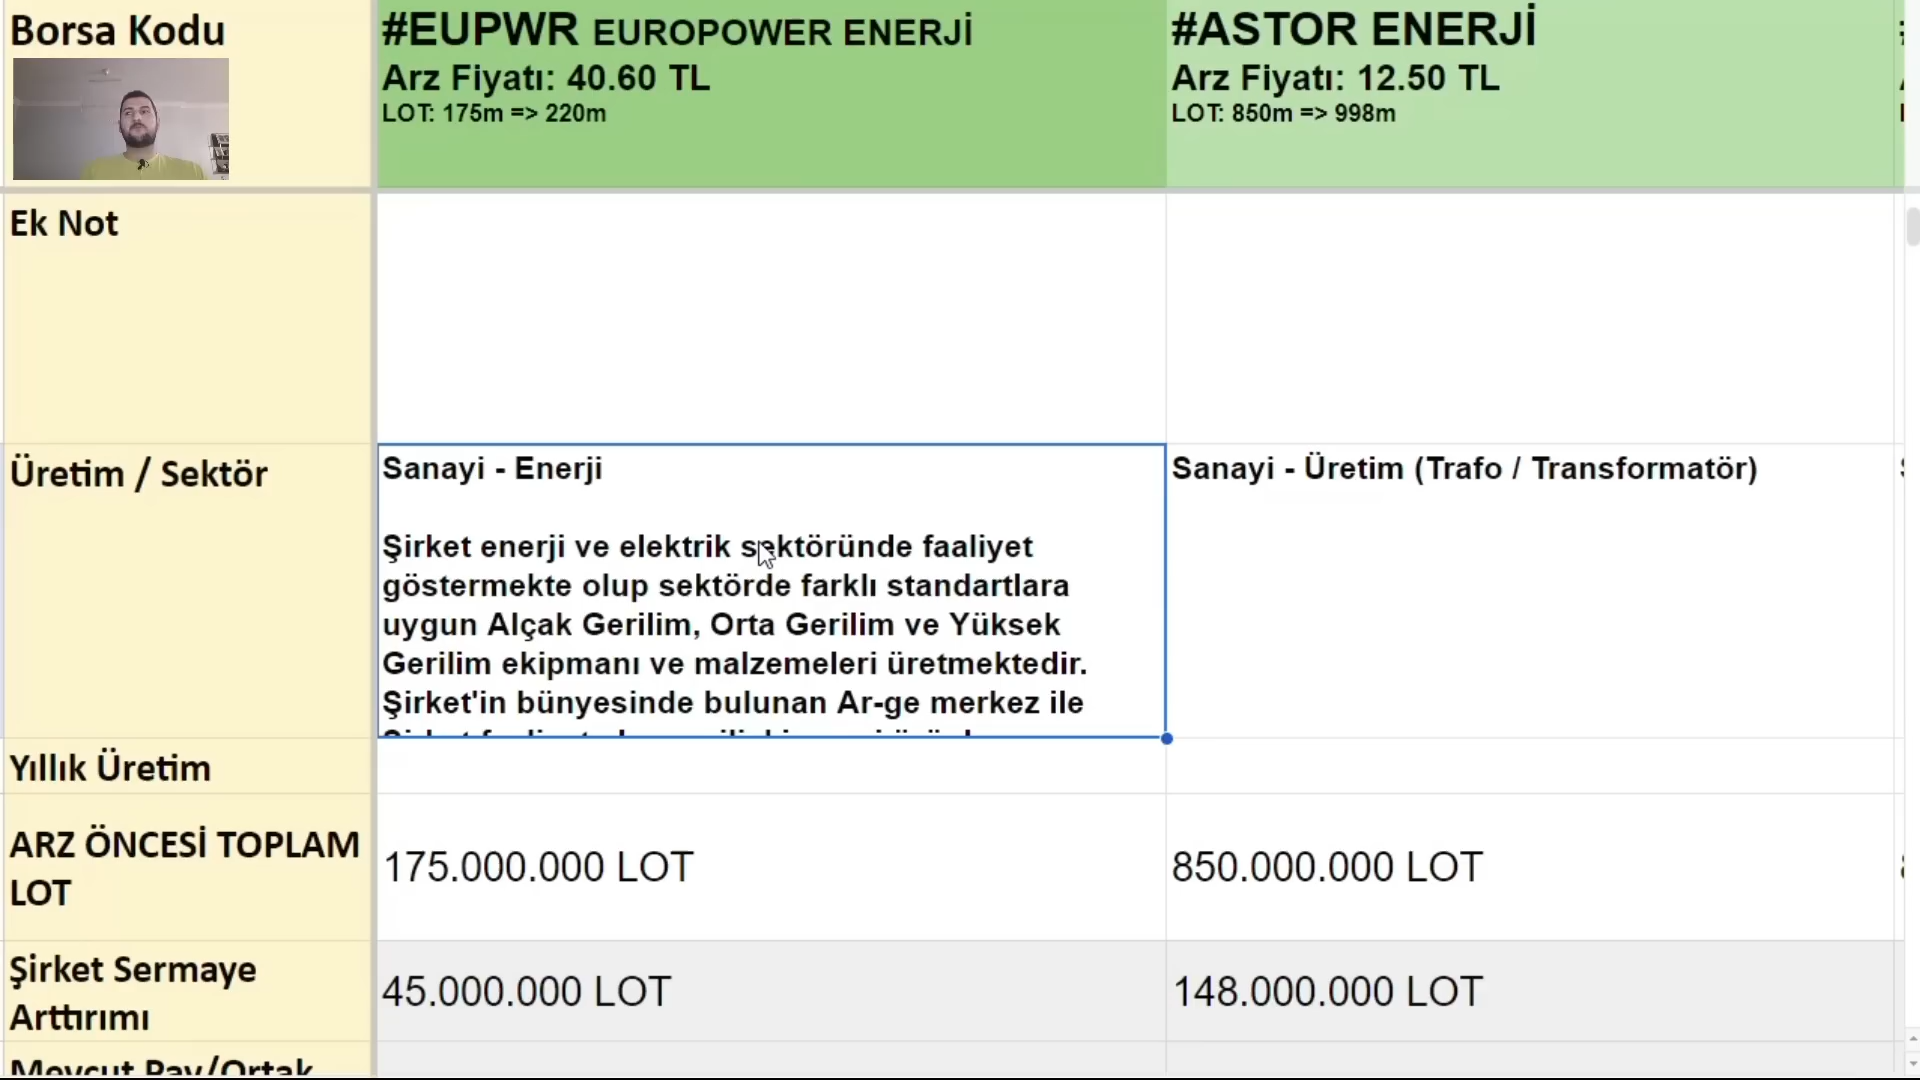 Borsa Kodu
#EUPWR EUROPOWER ENERJİ
Arz Fiyatı: 40.60 TL
LOT: 175m => 220m
#ASTOR ENERJİ
Arz Fiyatı: 12.50 TL
LOT: 850m => 998m
Ek Not
Üretim / Sektör
Sanayi - Enerji
Şirket enerji ve elektrik sektöründe faaliyet
göstermekte olup sektörde farklı standartlara
uygun Alçak Gerilim, Orta Gerilim ve Yüksek
Gerilim ekipmanı ve malzemeleri üretmektedir.
Şirket'in bünyesinde bulunan Ar-ge merkez ile
Sanayi - Üretim (Trafo / Transformatör)
Yıllık Üretim
ARZ ÖNCESİ TOPLAM
LOT
175.000.000 LOT
850.000.000 LOT
Şirket Sermaye
Arttırımı
45.000.000 LOT
148.000.000 LOT
Mevcut Pay/Ortak